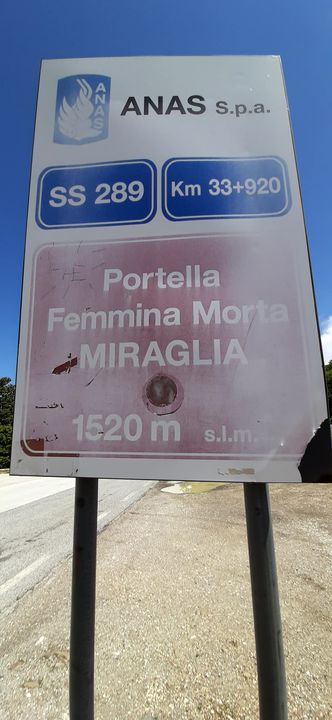 ANAS
ANAS S.p.a.
SS 289
Km 33+920
Portella
Femmina Morta
MIRAGLIA
1520 m s.l.m.